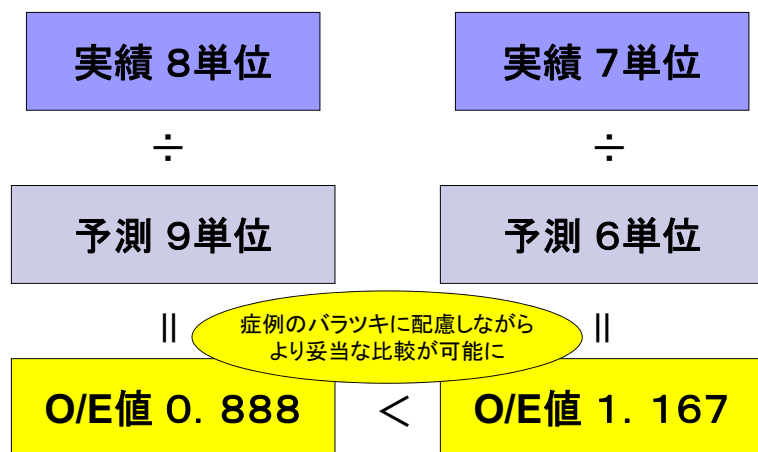 実績 8単位
実績 7単位
÷
÷
予測 9単位
予測 6単位
=
症例のバラツキに配慮しながら
より妥当な比較が可能に
=
O/E値 0. 888
<
O/E値 1. 167